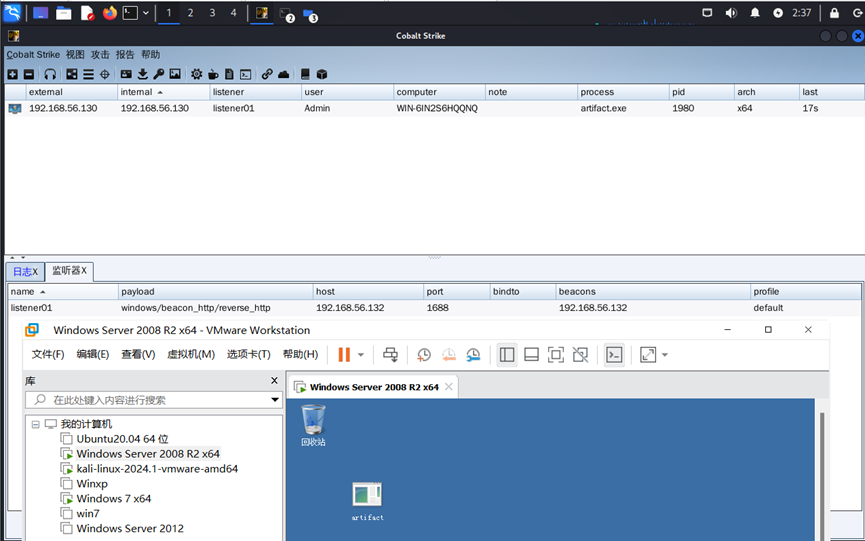 1 2 3 4 2 3 2:37
Cobalt Strike
Cobalt Strike 视图 攻击 报告 帮助
external internal listener user computer note process pid arch last
192.168.56.130 192.168.56.130 listener01 Admin WIN-6IN2S6HQQNQ artifact.exe 1980 x64 17s
日志X 监听器X
name payload host port bindto beacons profile
listener01 windows/beacon_http/reverse_http 192.168.56.132 1688 192.168.56.132 default
Windows Server 2008 R2 x64 - VMware Workstation
文件(F) 编辑(E) 查看(V) 虚拟机(M) 选项卡(T) 帮助(H)
库
在此处键入内容进行搜索
我的计算机
Ubuntu20.04 64 位
Windows Server 2008 R2 x64
kali-linux-2024.1-vmware-amd64
Winxp
Windows 7 x64
win7
Windows Server 2012
Windows Server 2008 R2 x64
回收站
artifact